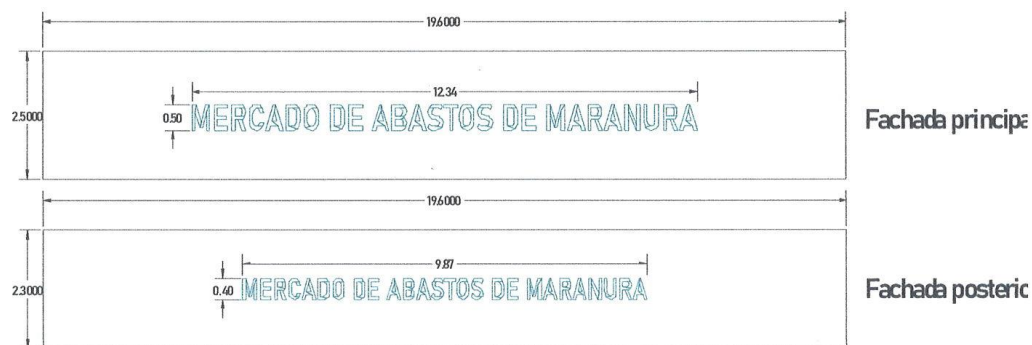 19.6000
12.34
2.5000
0.50
MERCADO DE ABASTOS DE MARANURA
Fachada principa
19.6000
9.87
2.3000
0.40
MERCADO DE ABASTOS DE MARANURA
Fachada posterio